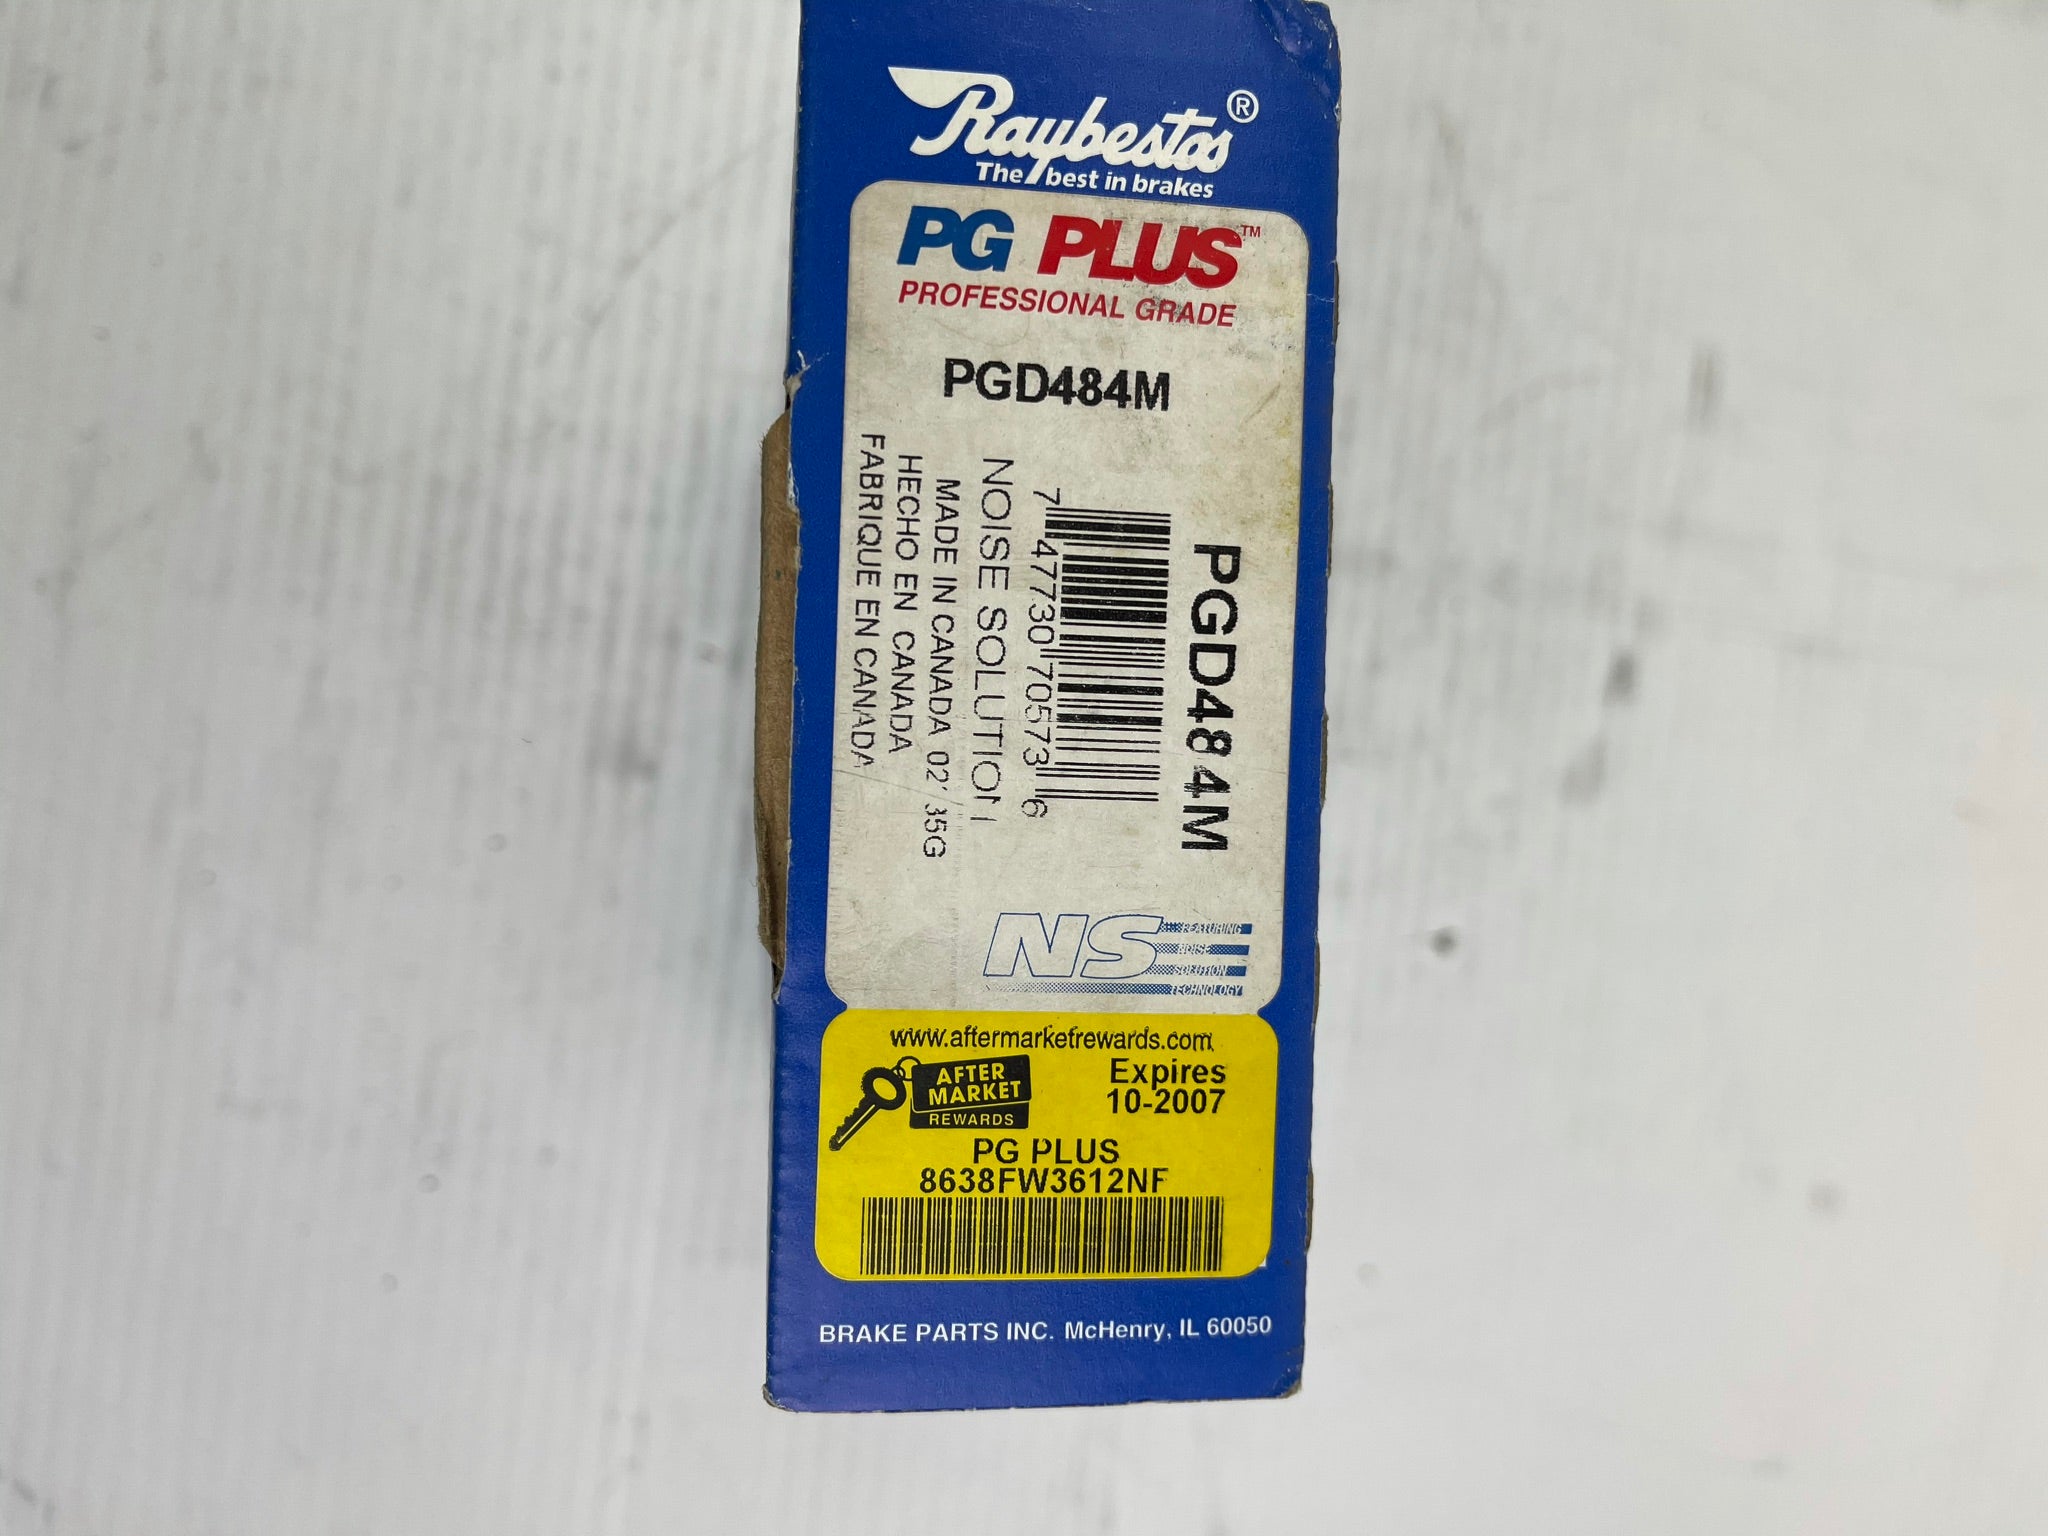 Raybestos®
The best in brakes
PG PLUS™
PROFESSIONAL GRADE
PGD484M
PGD484M
7 47730 70573 6
NOISE SOLUTION
MADE IN CANADA
HECHO EN CANADA
FABRIQUE EN CANADA
NS
FEATURING
NOISE
SOLUTION
TECHNOLOGY
www.aftermarketrewards.com
AFTER
MARKET
REWARDS
Expires
10-2007
PG PLUS
8638FW3612NF
BRAKE PARTS INC. McHenry, IL 60050